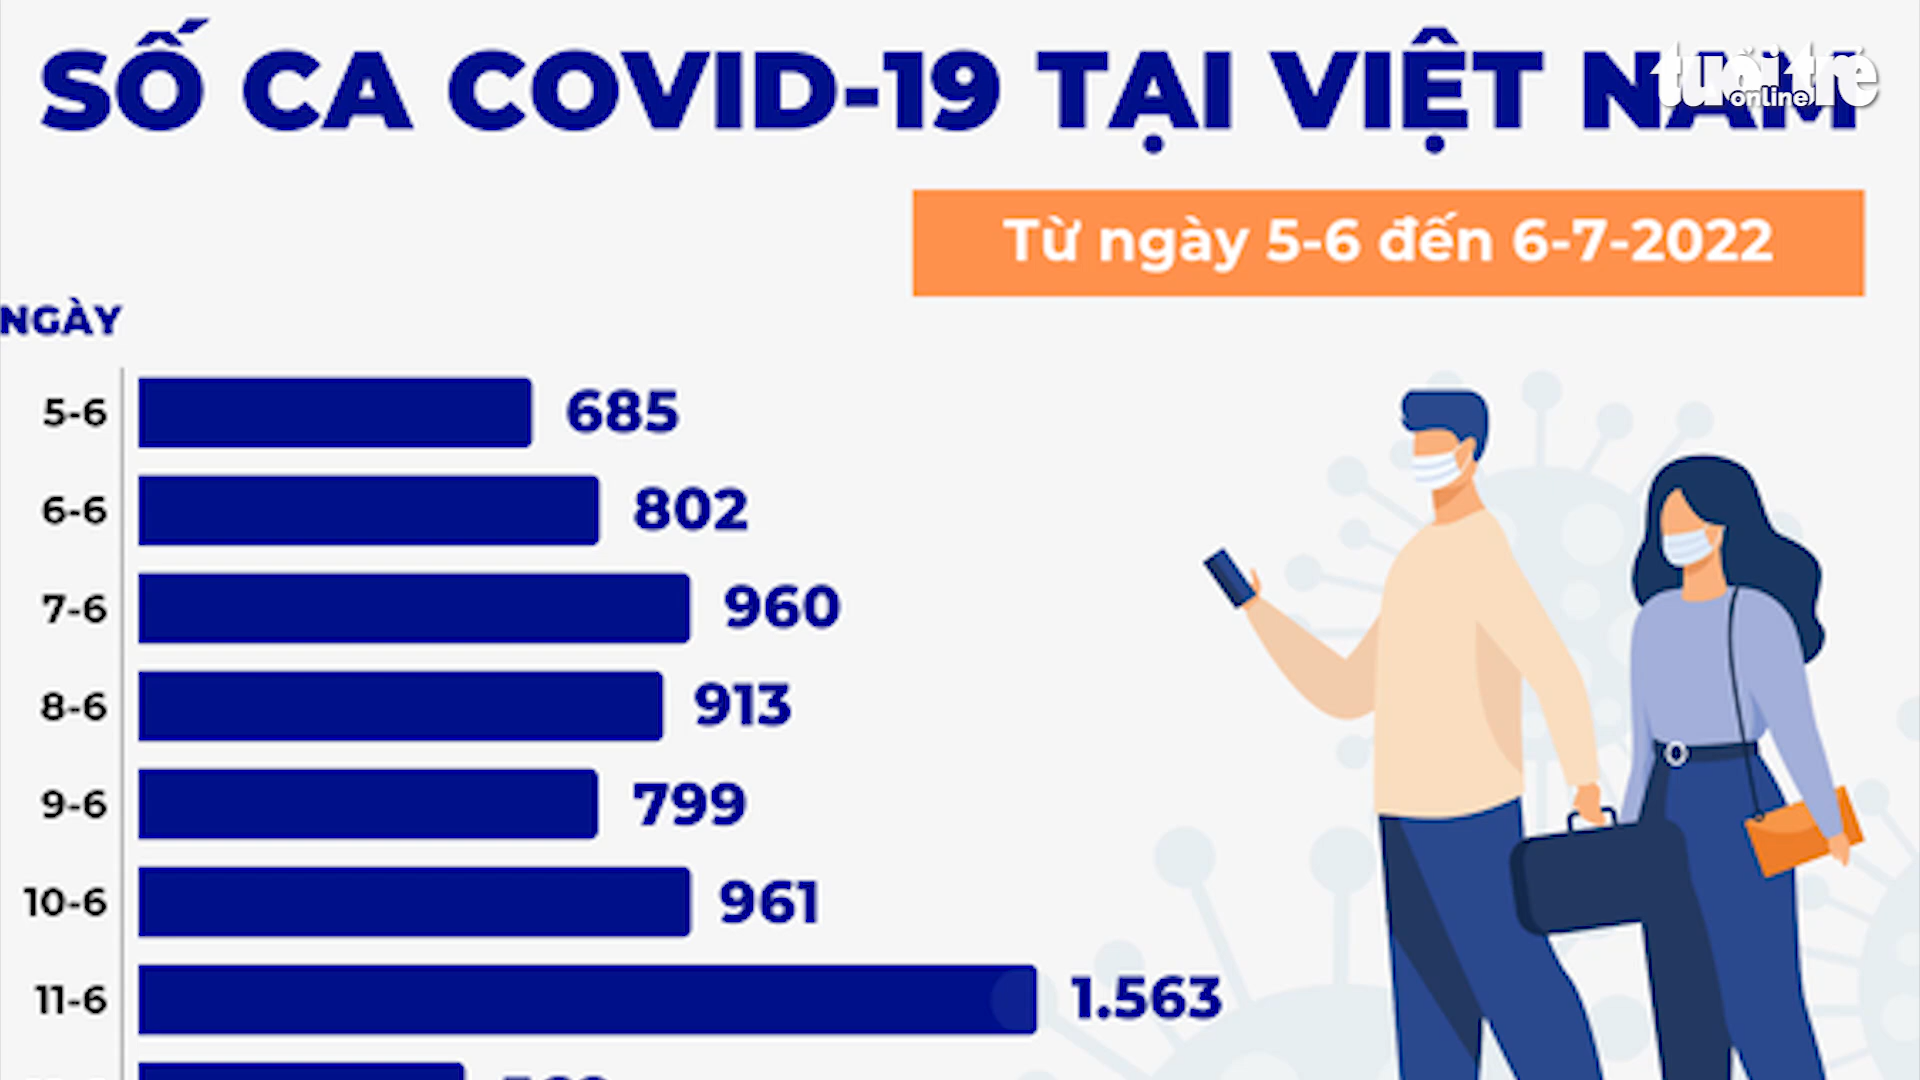 SỐ CA COVID-19 TẠI VIỆT NAM
tuổi trẻ
online
Từ ngày 5-6 đến 6-7-2022
NGÀY
5-6 685
6-6 802
7-6 960
8-6 913
9-6 799
10-6 961
11-6 1.563